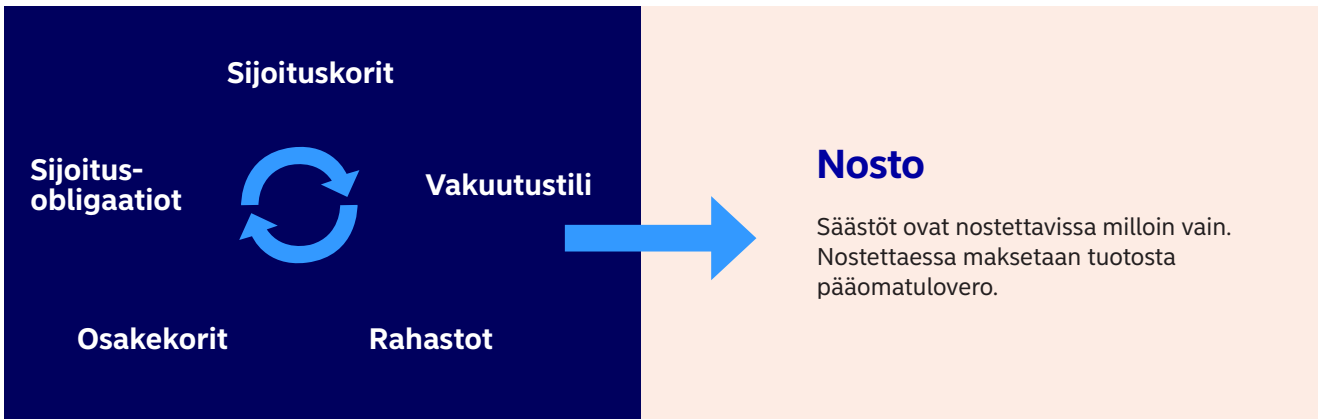 Sijoituskorit
Sijoitus-
obligaatiot
Vakuutustili
Osakekorit
Rahastot
Nosto
Säästöt ovat nostettavissa milloin vain.
Nostettaessa maksetaan tuotosta
pääomatulovero.